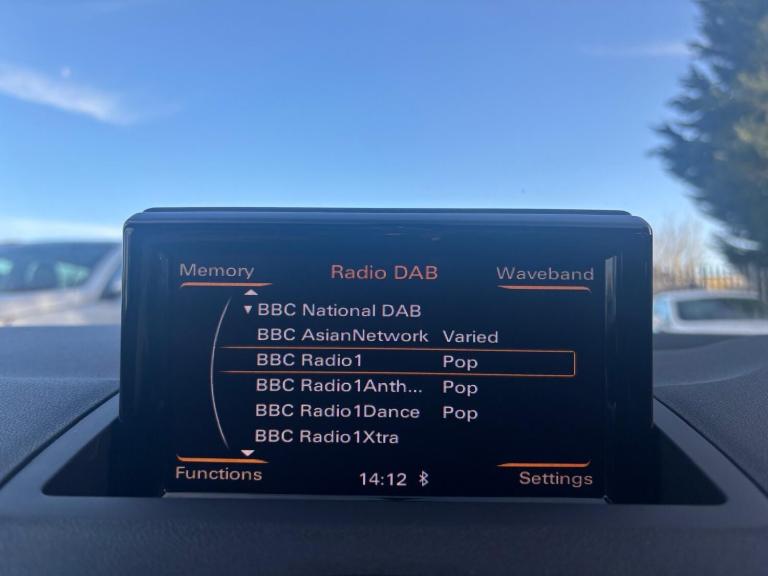 Memory Radio DAB Waveband
BBC National DAB
BBC AsianNetwork Varied
BBC Radio1 Pop
BBC Radio1Anth... Pop
BBC Radio1Dance Pop
BBC Radio1Xtra
Functions 14:12 Settings